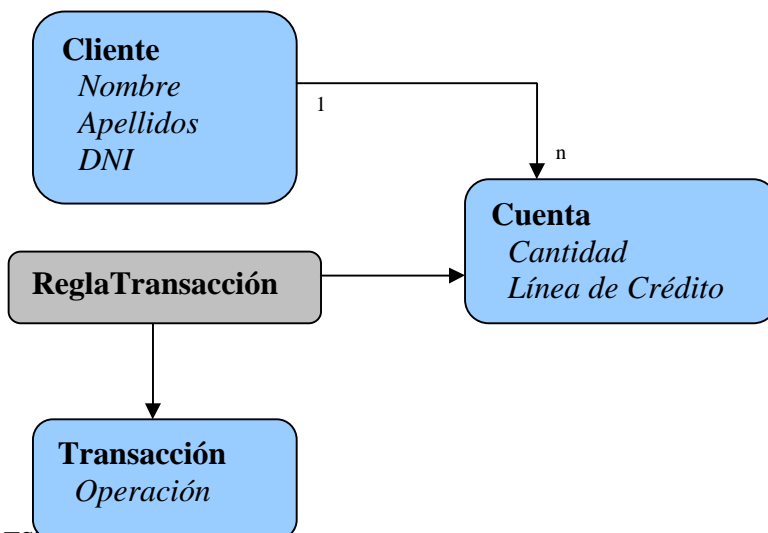 Cliente
Nombre
Apellidos
DNI
1
n
Cuenta
Cantidad
Línea de Crédito
ReglaTransacción
Transacción
Operación